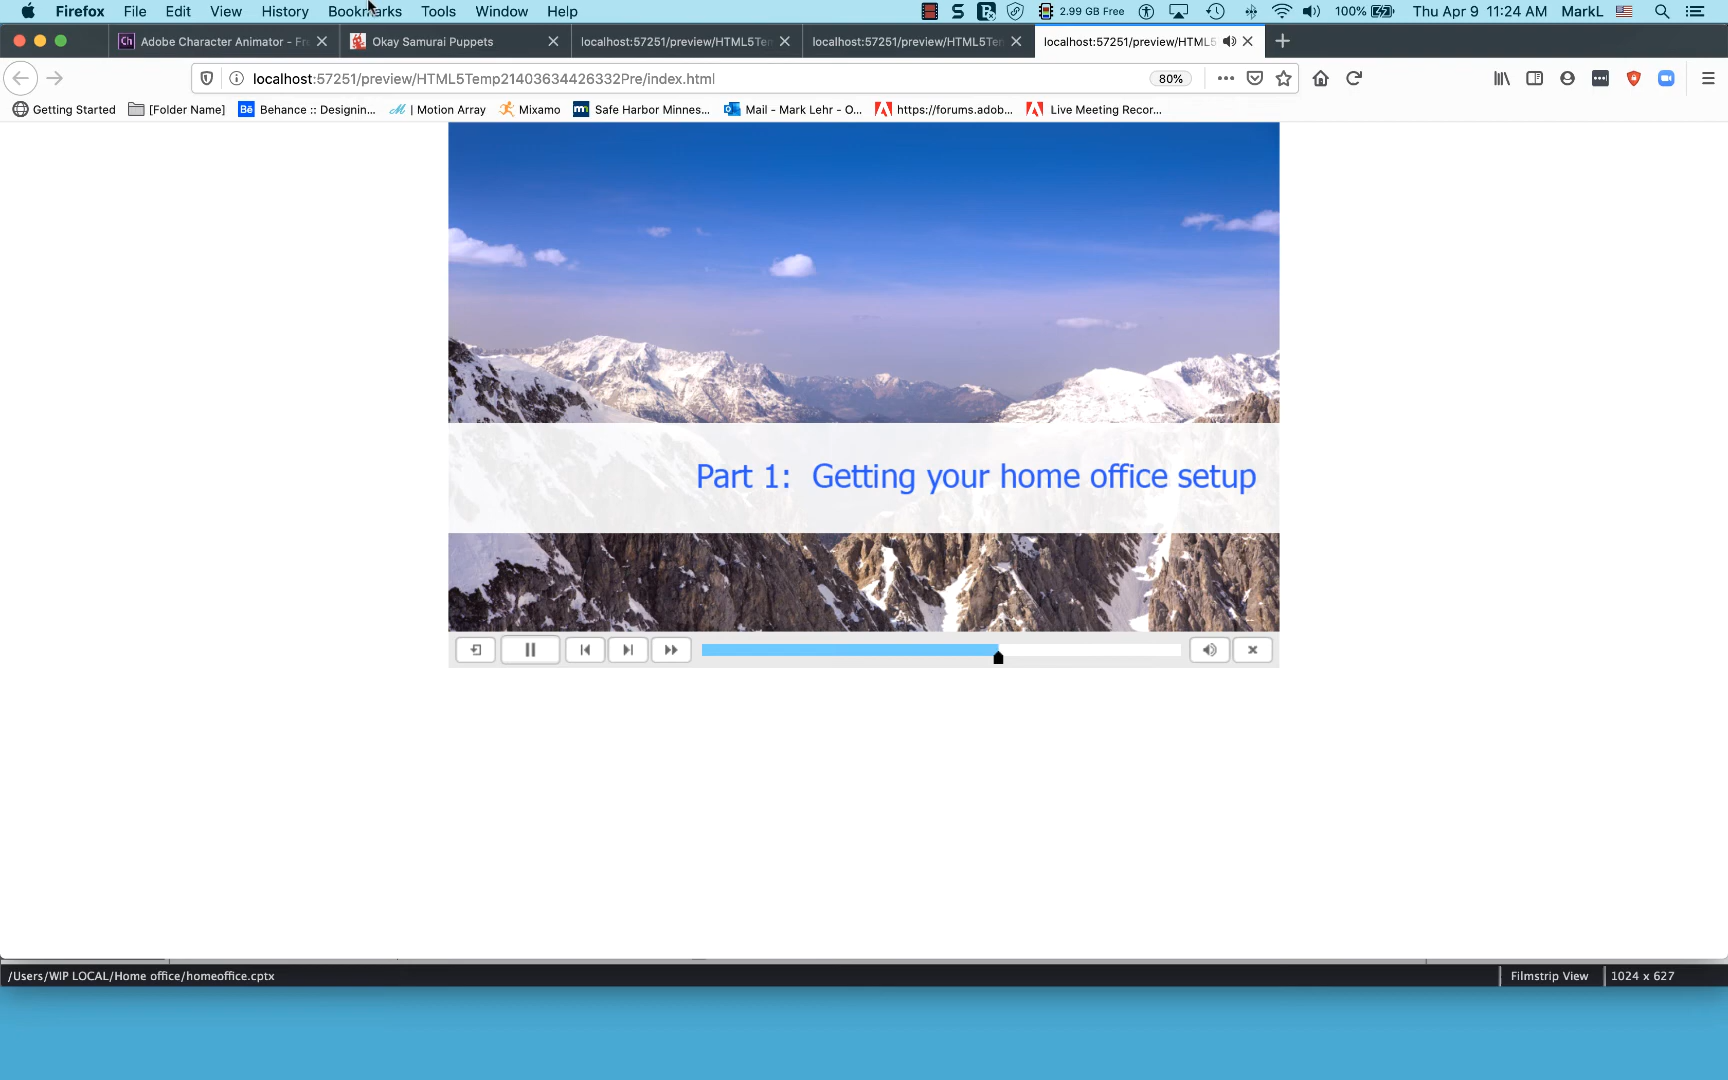 Firefox File Edit View History Bookmarks Tools Window Help 2.99 GB Free 100% Thu Apr 9 11:24 AM MarkL
Adobe Character Animator - Fr Okay Samurai Puppets localhost:57251/preview/HTML5Tem localhost:57251/preview/HTML5Tem localhost:57251/preview/HTML5
localhost:57251/preview/HTML5Temp21403634426332Pre/index.html 80%
Getting Started [Folder Name] Behance :: Designin... | Motion Array Mixamo Safe Harbor Minnes... Mail - Mark Lehr - O... https://forums.adob... Live Meeting Recor...
Part 1: Getting your home office setup
/Users/WIP LOCAL/Home office/homeoffice.cptx Filmstrip View 1024 x 627